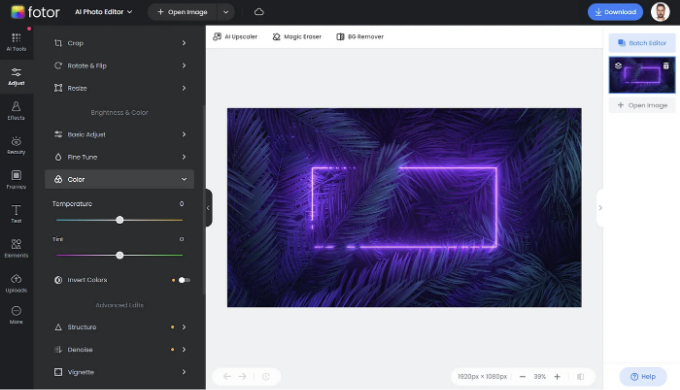 fotor
AI Photo Editor
Open Image
Download
AI Tools
Adjust
Effects
Beauty
Frames
Text
Elements
Uploads
More
Crop
Rotate & Flip
Resize
Brightness & Color
Basic Adjust
Fine Tune
Color
Temperature 0
Tint 0
Invert Colors
Advanced Edits
Structure
Denoise
Vignette
AI Upscaler
Magic Eraser
BG Remover
1920px × 1080px
39%
Batch Editor
Open Image
Help